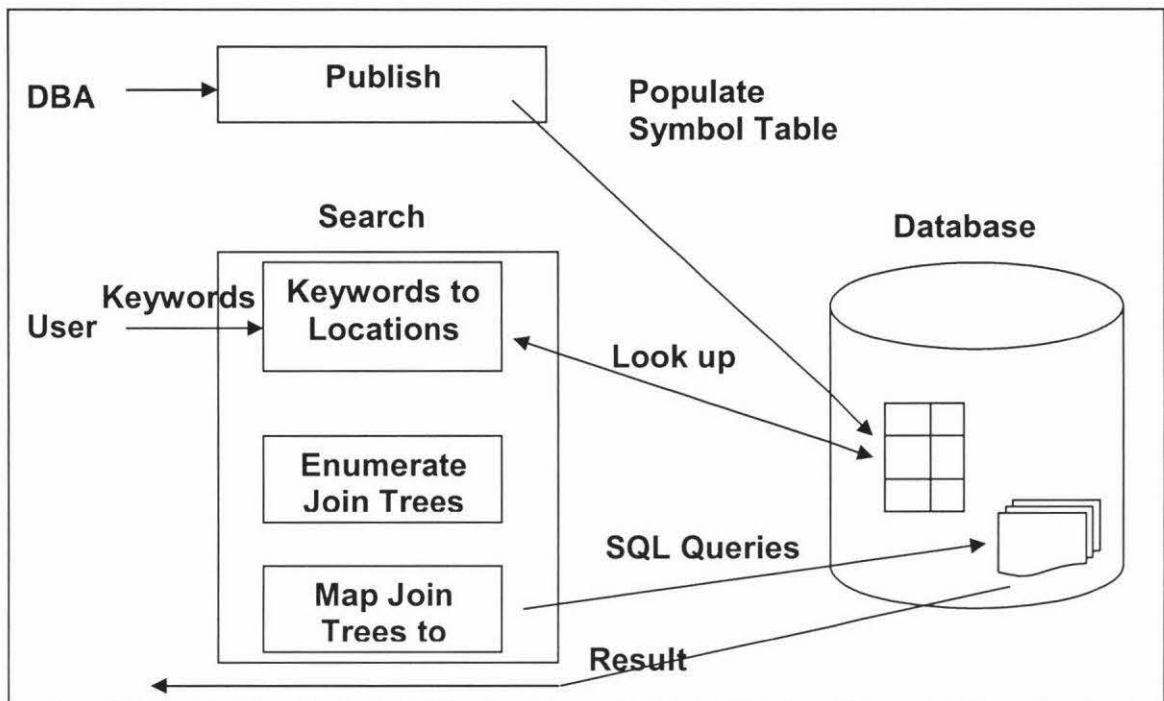 DBA
Publish
Populate
Symbol Table
Search
Database
Keywords
User
Keywords to
Locations
Look up
Enumerate
Join Trees
SQL Queries
Map Join
Trees to
Result